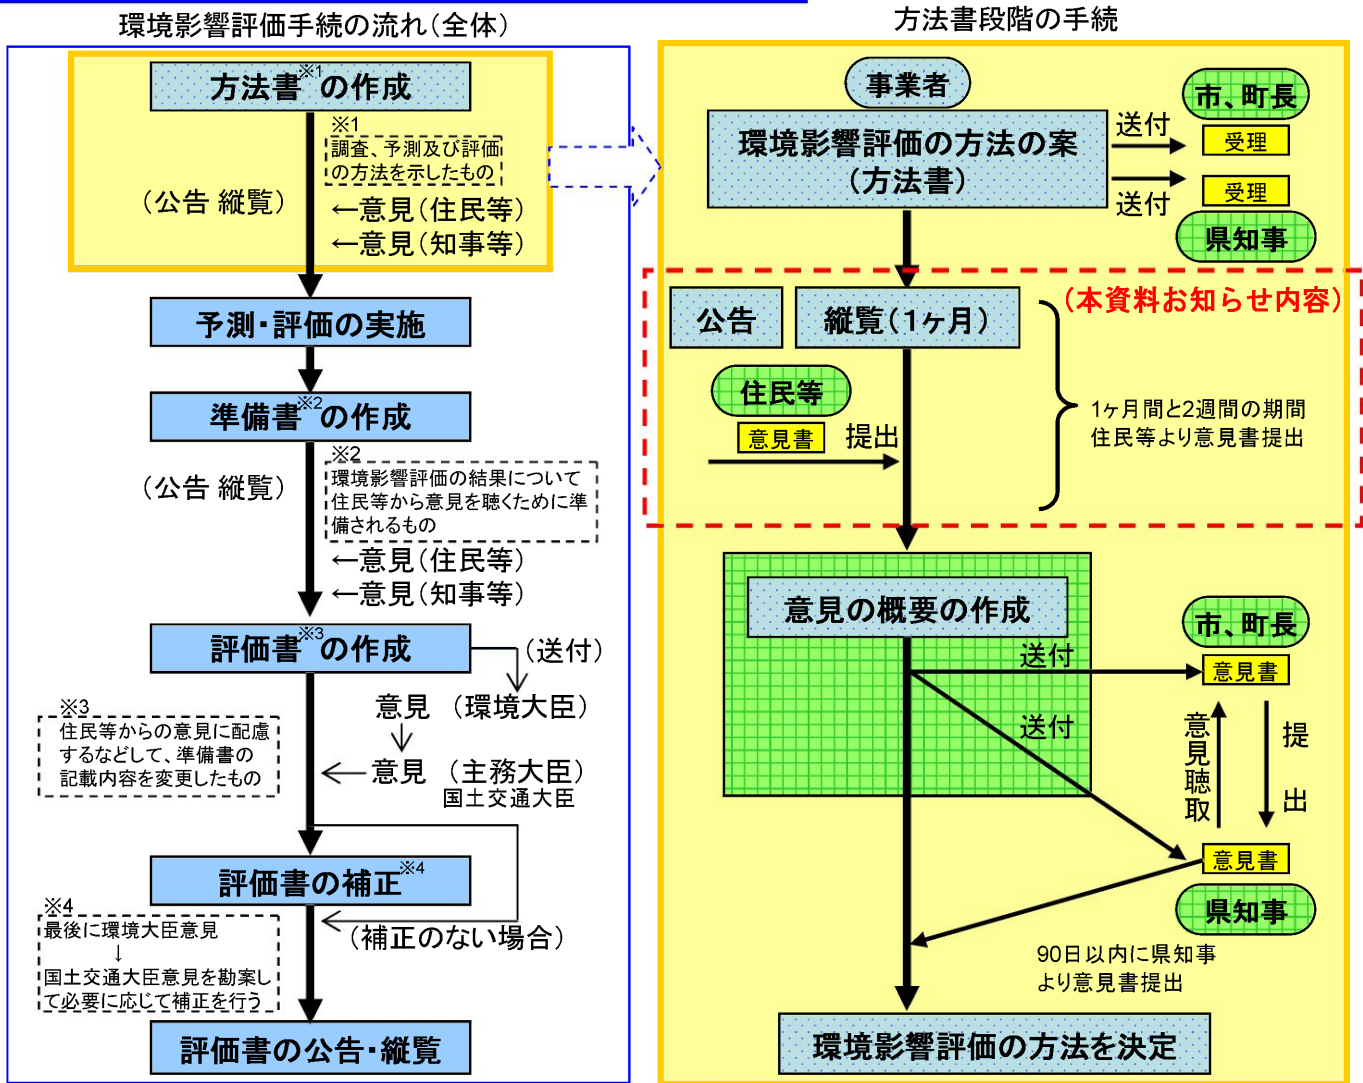 環境影響評価手続の流れ(全体)
方法書※1の作成
※1
調査、予測及び評価
の方法を示したもの
(公告 縦覧)
←意見(住民等)
←意見(知事等)
予測・評価の実施
準備書※2の作成
※2
環境影響評価の結果について
住民等から意見を聴くために準
備されるもの
(公告 縦覧)
←意見(住民等)
←意見(知事等)
評価書※3の作成
(送付)
意見 (環境大臣)
↓
←意見 (主務大臣)
国土交通大臣
※3
住民等からの意見に配慮
するなどして、準備書の
記載内容を変更したもの
評価書の補正※4
(補正のない場合)
※4
最後に環境大臣意見
↓
国土交通大臣意見を勘案し
て必要に応じて補正を行う
評価書の公告・縦覧
方法書段階の手続
事業者
環境影響評価の方法の案
(方法書)
送付
市、町長
受理
送付
受理
県知事
(本資料お知らせ内容)
公告
縦覧(1ヶ月)
住民等
意見書
提出
1ヶ月間と2週間の期間
住民等より意見書提出
意見の概要の作成
送付
市、町長
意見書
送付
意見聴取
提出
意見書
県知事
90日以内に県知事
より意見書提出
環境影響評価の方法を決定